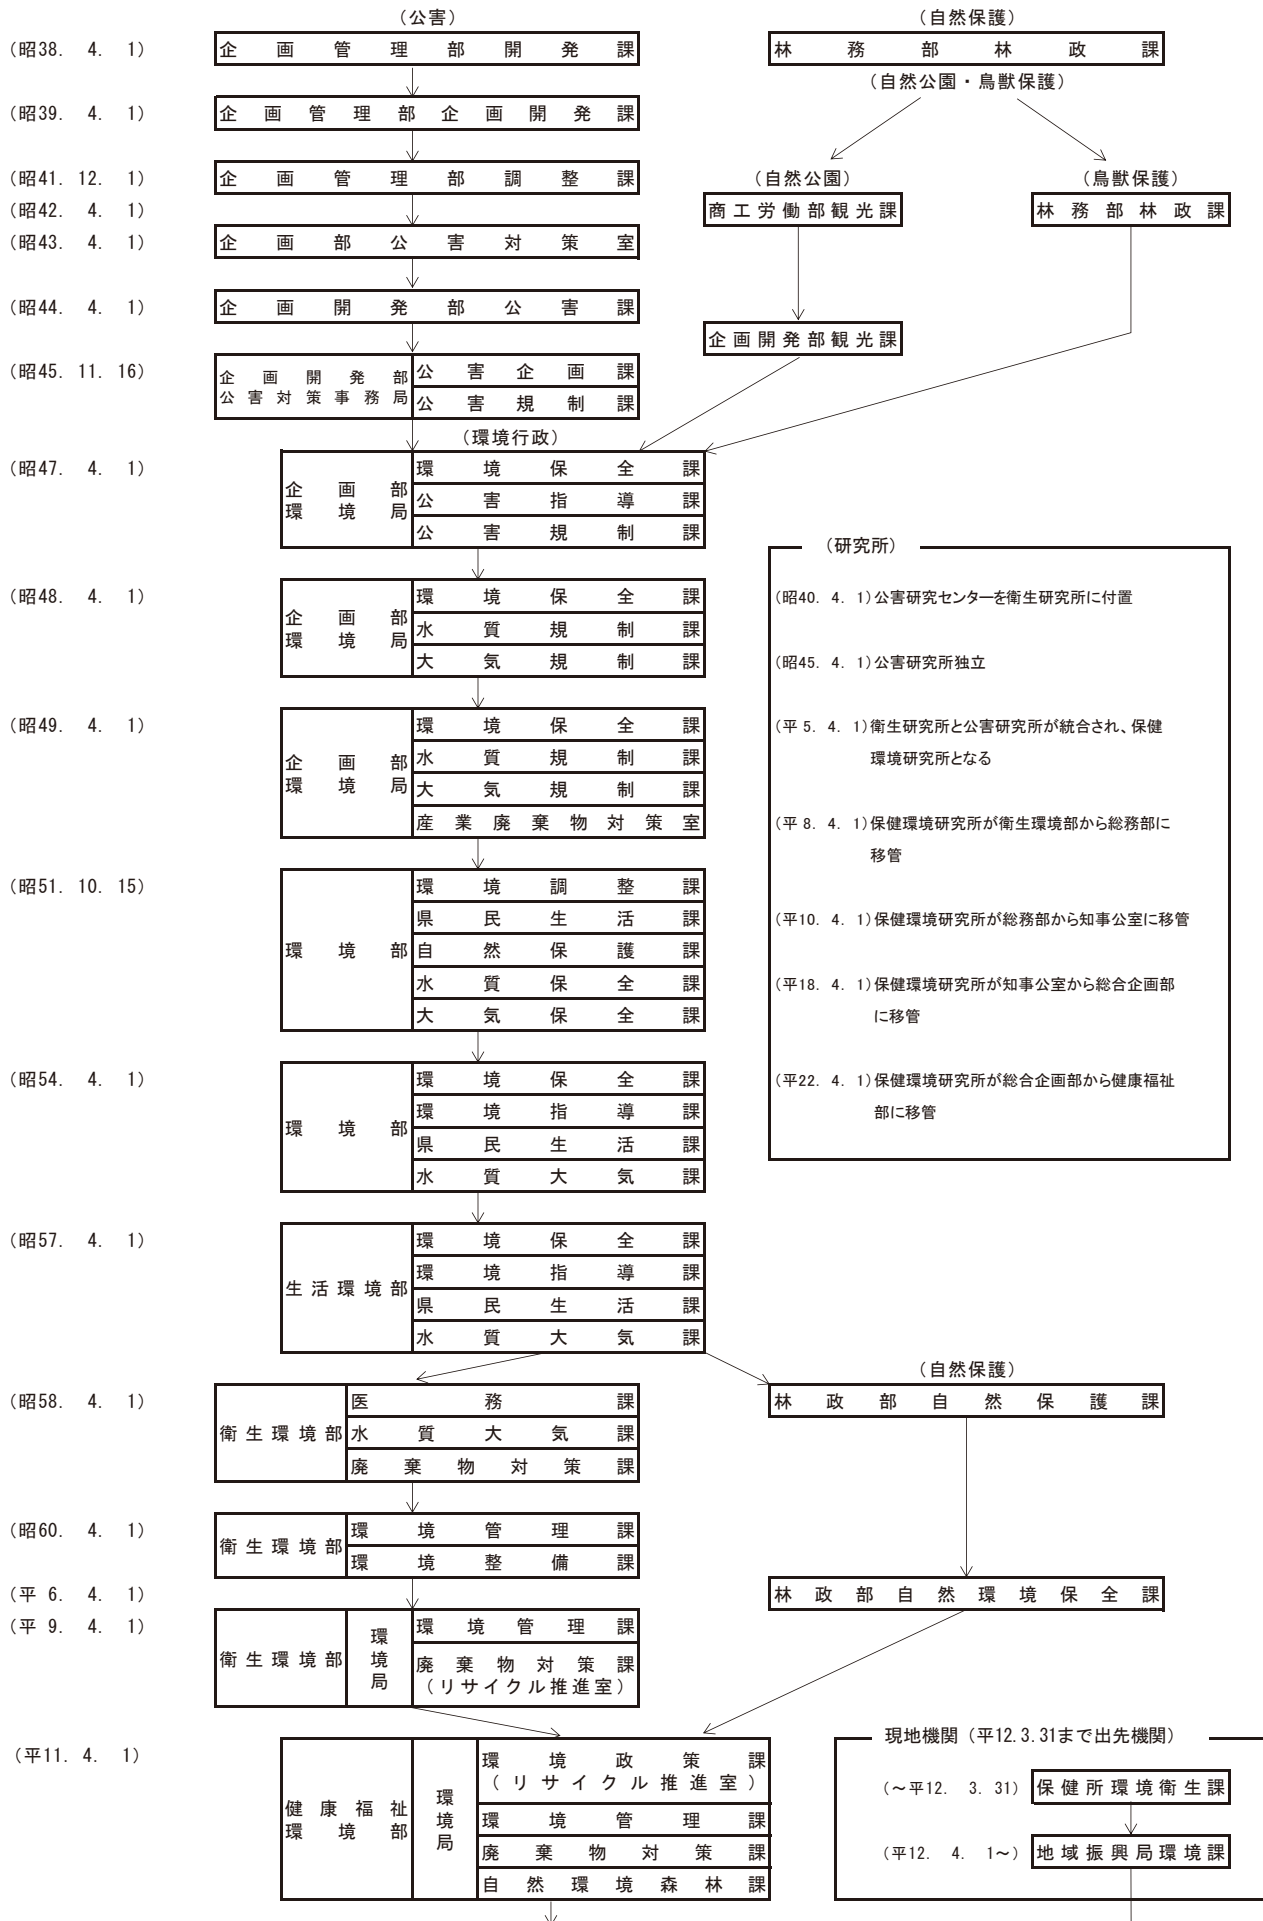 （公害）
（自然保護）
（昭38. 4. 1）
企画管理部開発課
林務部林政課
（自然公園・鳥獣保護）
（昭39. 4. 1）
企画管理部企画開発課
（昭41. 12. 1）
企画管理部調整課
（自然公園）
（鳥獣保護）
（昭42. 4. 1）
商工労働部観光課
林務部林政課
（昭43. 4. 1）
企画部公害対策室
（昭44. 4. 1）
企画開発部公害課
企画開発部観光課
（昭45. 11. 16）
企画開発部
公害対策事務局
公害企画課
公害規制課
（環境行政）
（昭47. 4. 1）
企画部
環境局
環境保全課
公害指導課
公害規制課
（昭48. 4. 1）
企画部
環境局
環境保全課
水質規制課
大気規制課
（昭49. 4. 1）
企画部
環境局
環境保全課
水質規制課
大気規制課
産業廃棄物対策室
（昭51. 10. 15）
環境部
環境調整課
県民生活課
自然保護課
水質保全課
大気保全課
（昭54. 4. 1）
環境部
環境保全課
環境指導課
県民生活課
水質大気課
（昭57. 4. 1）
生活環境部
環境保全課
環境指導課
県民生活課
水質大気課
（研究所）
（昭40. 4. 1）公害研究センターを衛生研究所に付置
（昭45. 4. 1）公害研究所独立
（平 5. 4. 1）衛生研究所と公害研究所が統合され、保健
環境研究所となる
（平 8. 4. 1）保健環境研究所が衛生環境部から総務部に
移管
（平10. 4. 1）保健環境研究所が総務部から知事公室に移管
（平18. 4. 1）保健環境研究所が知事公室から総合企画部
に移管
（平22. 4. 1）保健環境研究所が総合企画部から健康福祉
部に移管
（自然保護）
（昭58. 4. 1）
衛生環境部
医務課
水質大気課
廃棄物対策課
林政部自然保護課
（昭60. 4. 1）
衛生環境部
環境管理課
環境整備課
（平 6. 4. 1）
林政部自然環境保全課
（平 9. 4. 1）
衛生環境部
環境局
環境管理課
廃棄物対策課
（リサイクル推進室）
（平11. 4. 1）
健康福祉
環境部
環境局
環境政策課
（リサイクル推進室）
環境管理課
廃棄物対策課
自然環境森林課
現地機関（平12.3.31まで出先機関）
（～平12. 3. 31）
保健所環境衛生課
（平12. 4. 1～）
地域振興局環境課